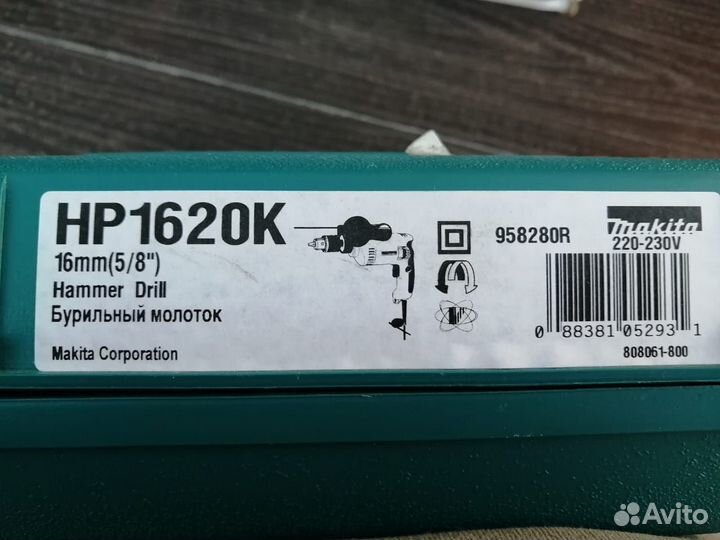 HP1620K
16mm(5/8")
Hammer Drill
Бурильный молоток
Makita Corporation
958280R
makita
220-230V
0 88381 05293 1
808061-800
Avito